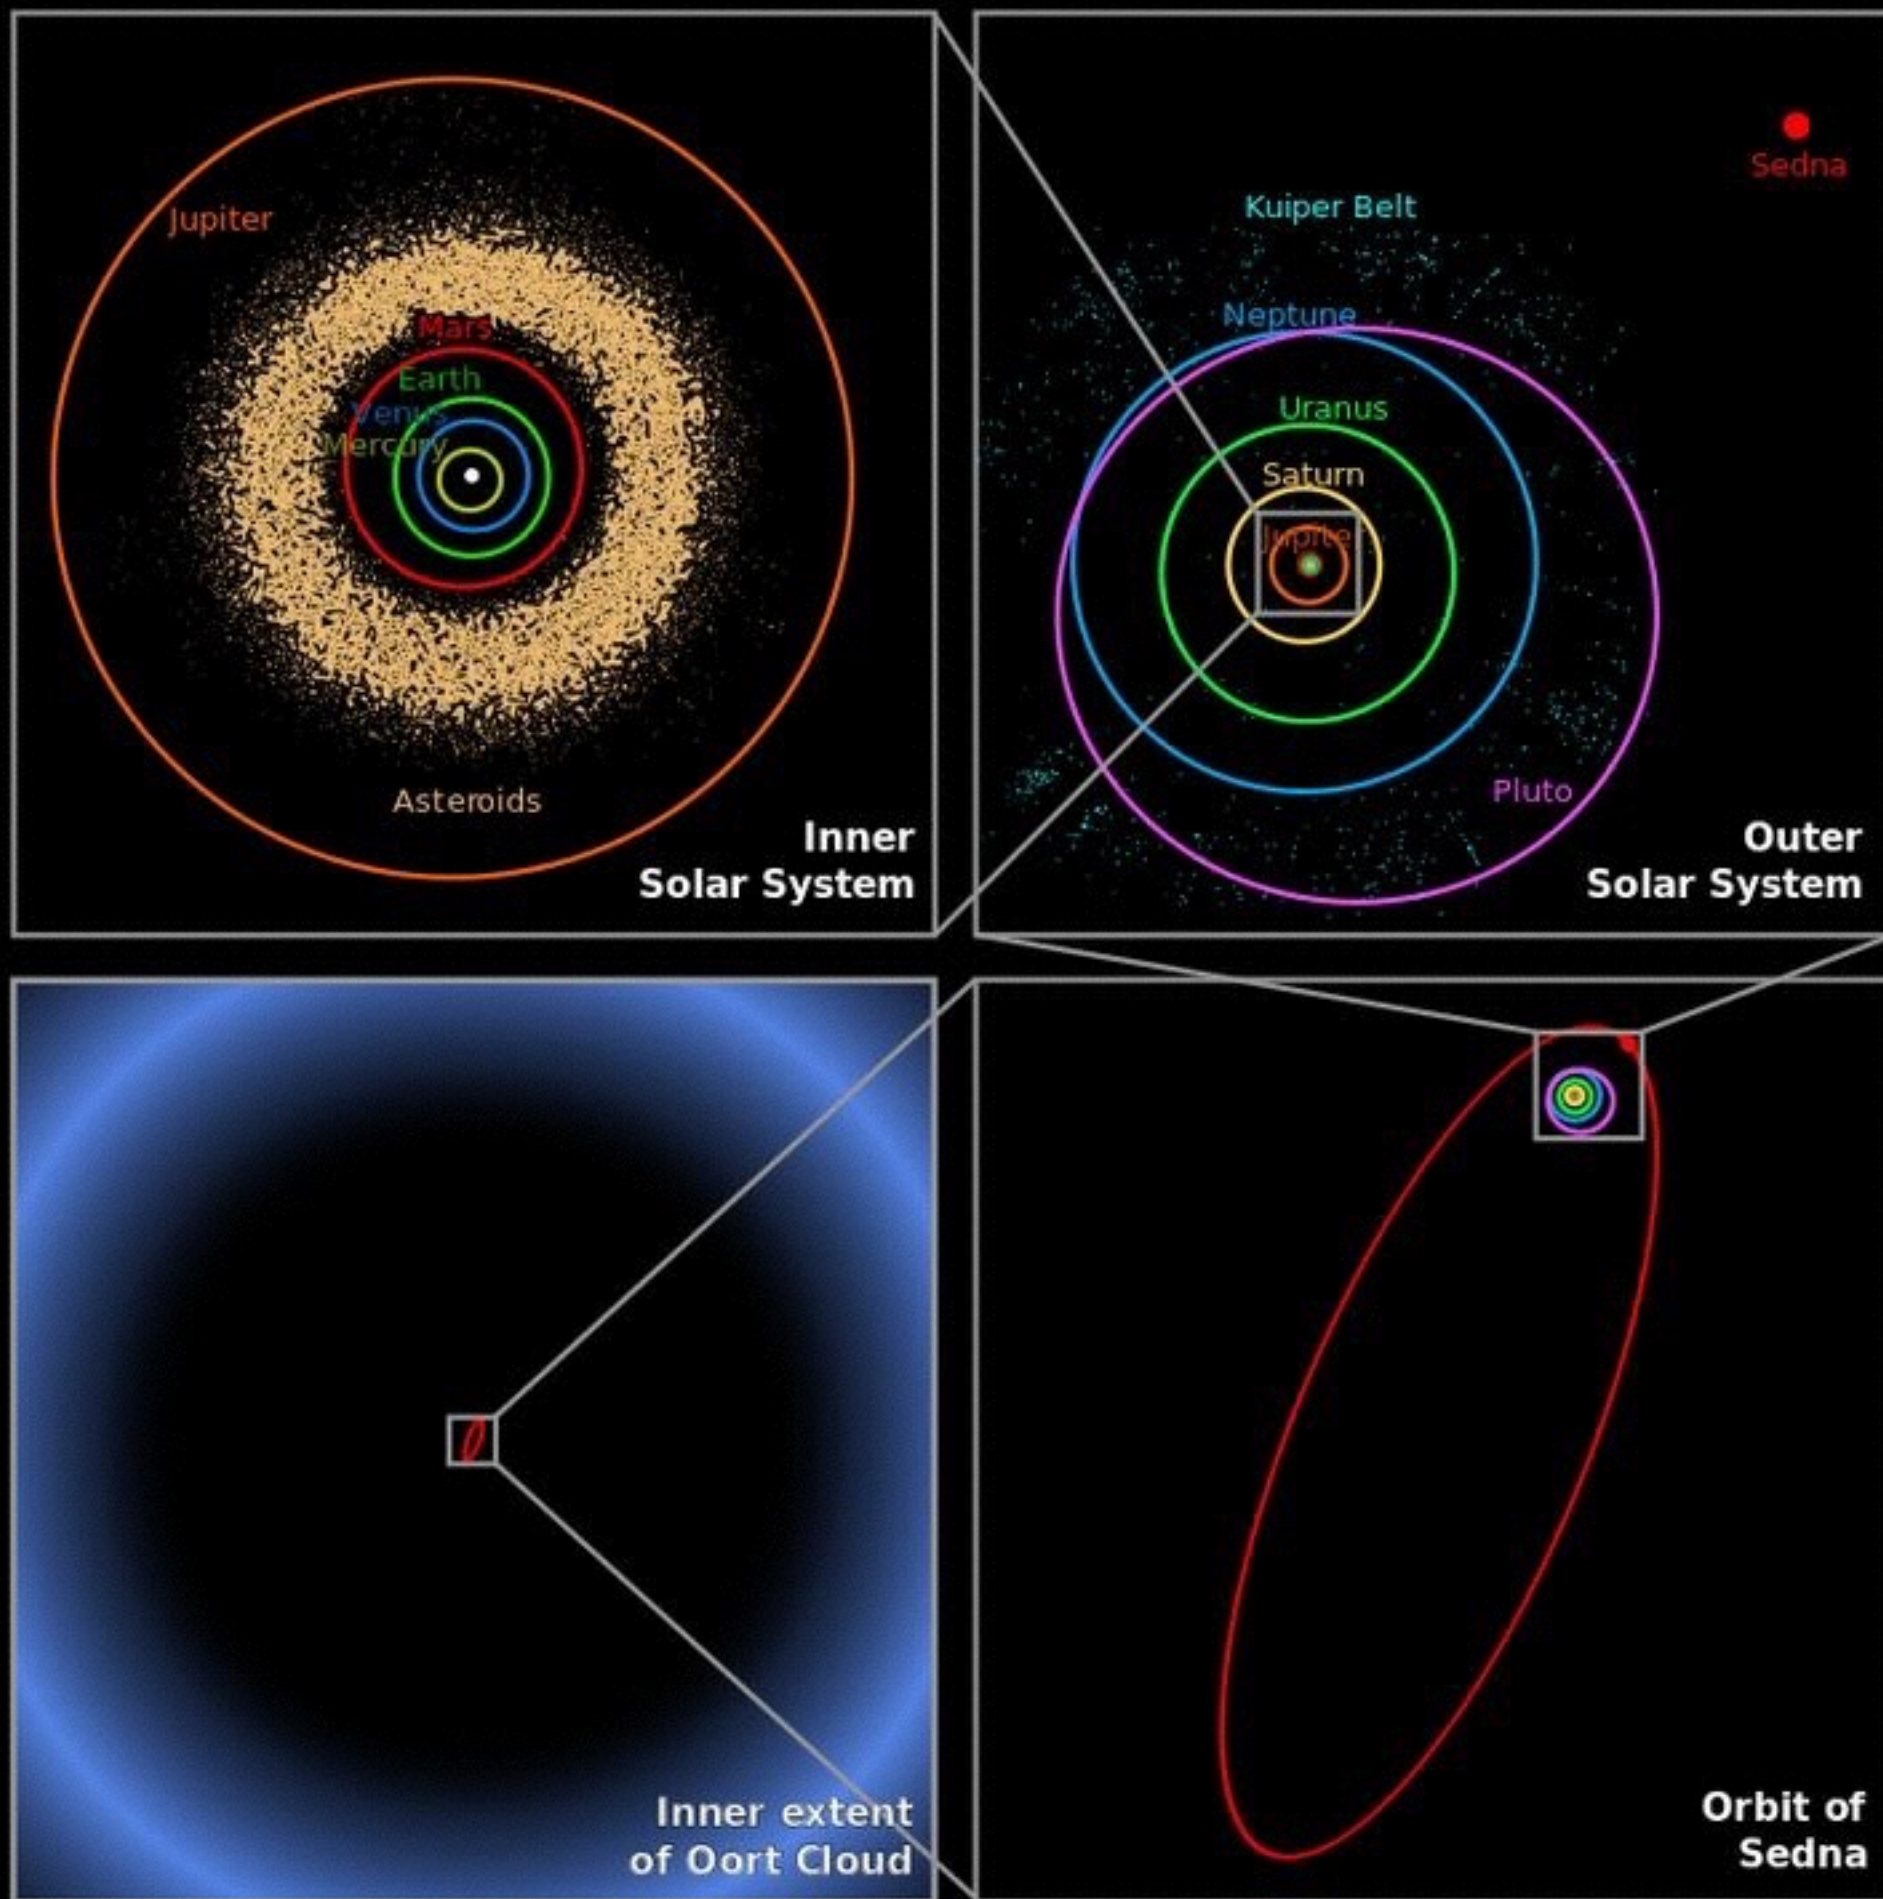 Jupiter
Mars
Earth
Venus
Mercury
Asteroids
Inner
Solar System
Sedna
Kuiper Belt
Neptune
Uranus
Saturn
Jupite
Pluto
Outer
Solar System
Inner extent
of Oort Cloud
Orbit of
Sedna